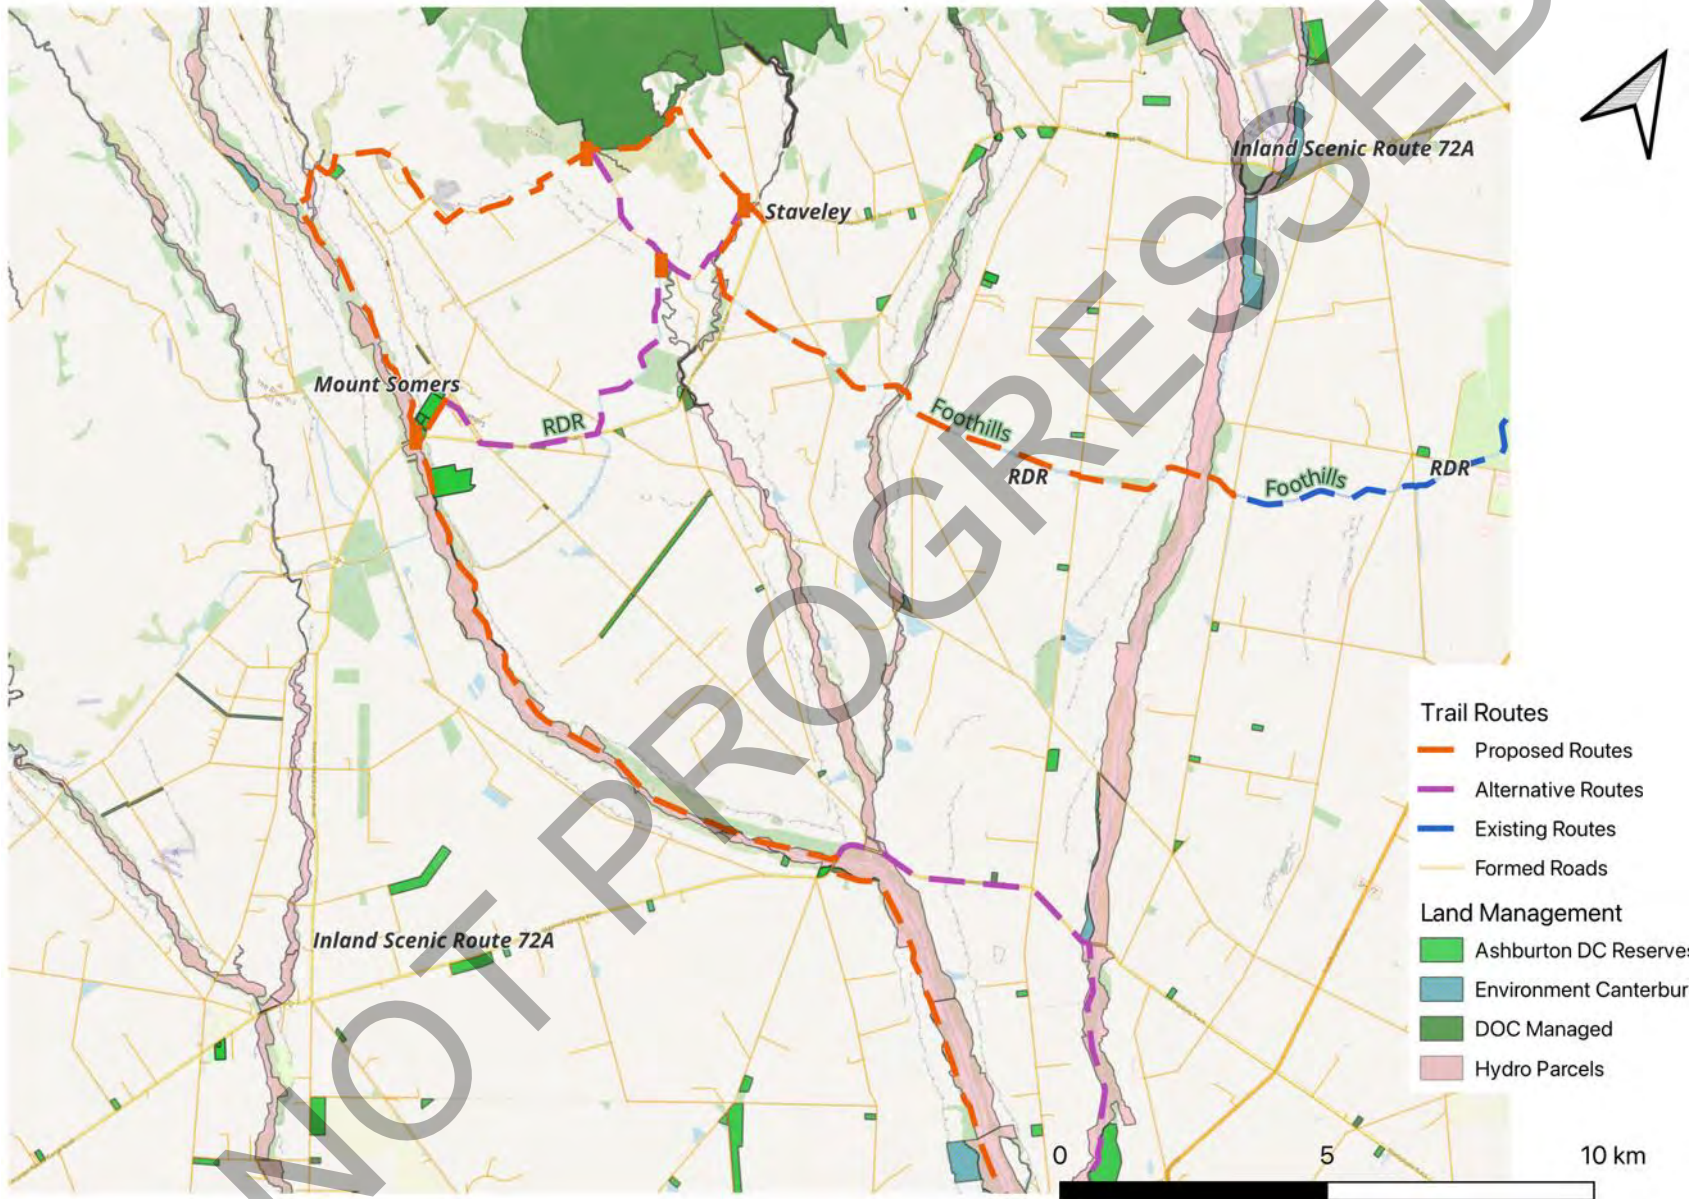 Inland Scenic Route 72A
Staveley
Mount Somers
RDR
Foothills
RDR
Foothills
RDR
Inland Scenic Route 72A
NOT PROGRESSED
Trail Routes
Proposed Routes
Alternative Routes
Existing Routes
Formed Roads
Land Management
Ashburton DC Reserves
Environment Canterbur
DOC Managed
Hydro Parcels
0 5 10 km